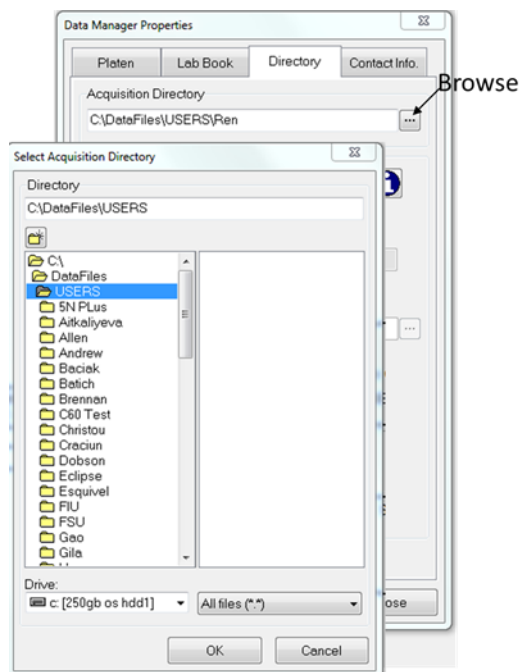 Data Manager Properties
Platen
Lab Book
Directory
Contact Info.
Acquisition Directory
C:\DataFiles\USERS\Ren
...
Browse
Select Acquisition Directory
Directory
C:\DataFiles\USERS
C:\
DataFiles
USERS
5N PLus
Aitkaliyeva
Allen
Andrew
Baciak
Batich
Brennan
C60 Test
Christou
Craciun
Dobson
Eclipse
Esquivel
FIU
FSU
Gao
Gila
Drive:
c: [250gb os hdd1]
All files (*.*)
OK
Cancel
...
ose